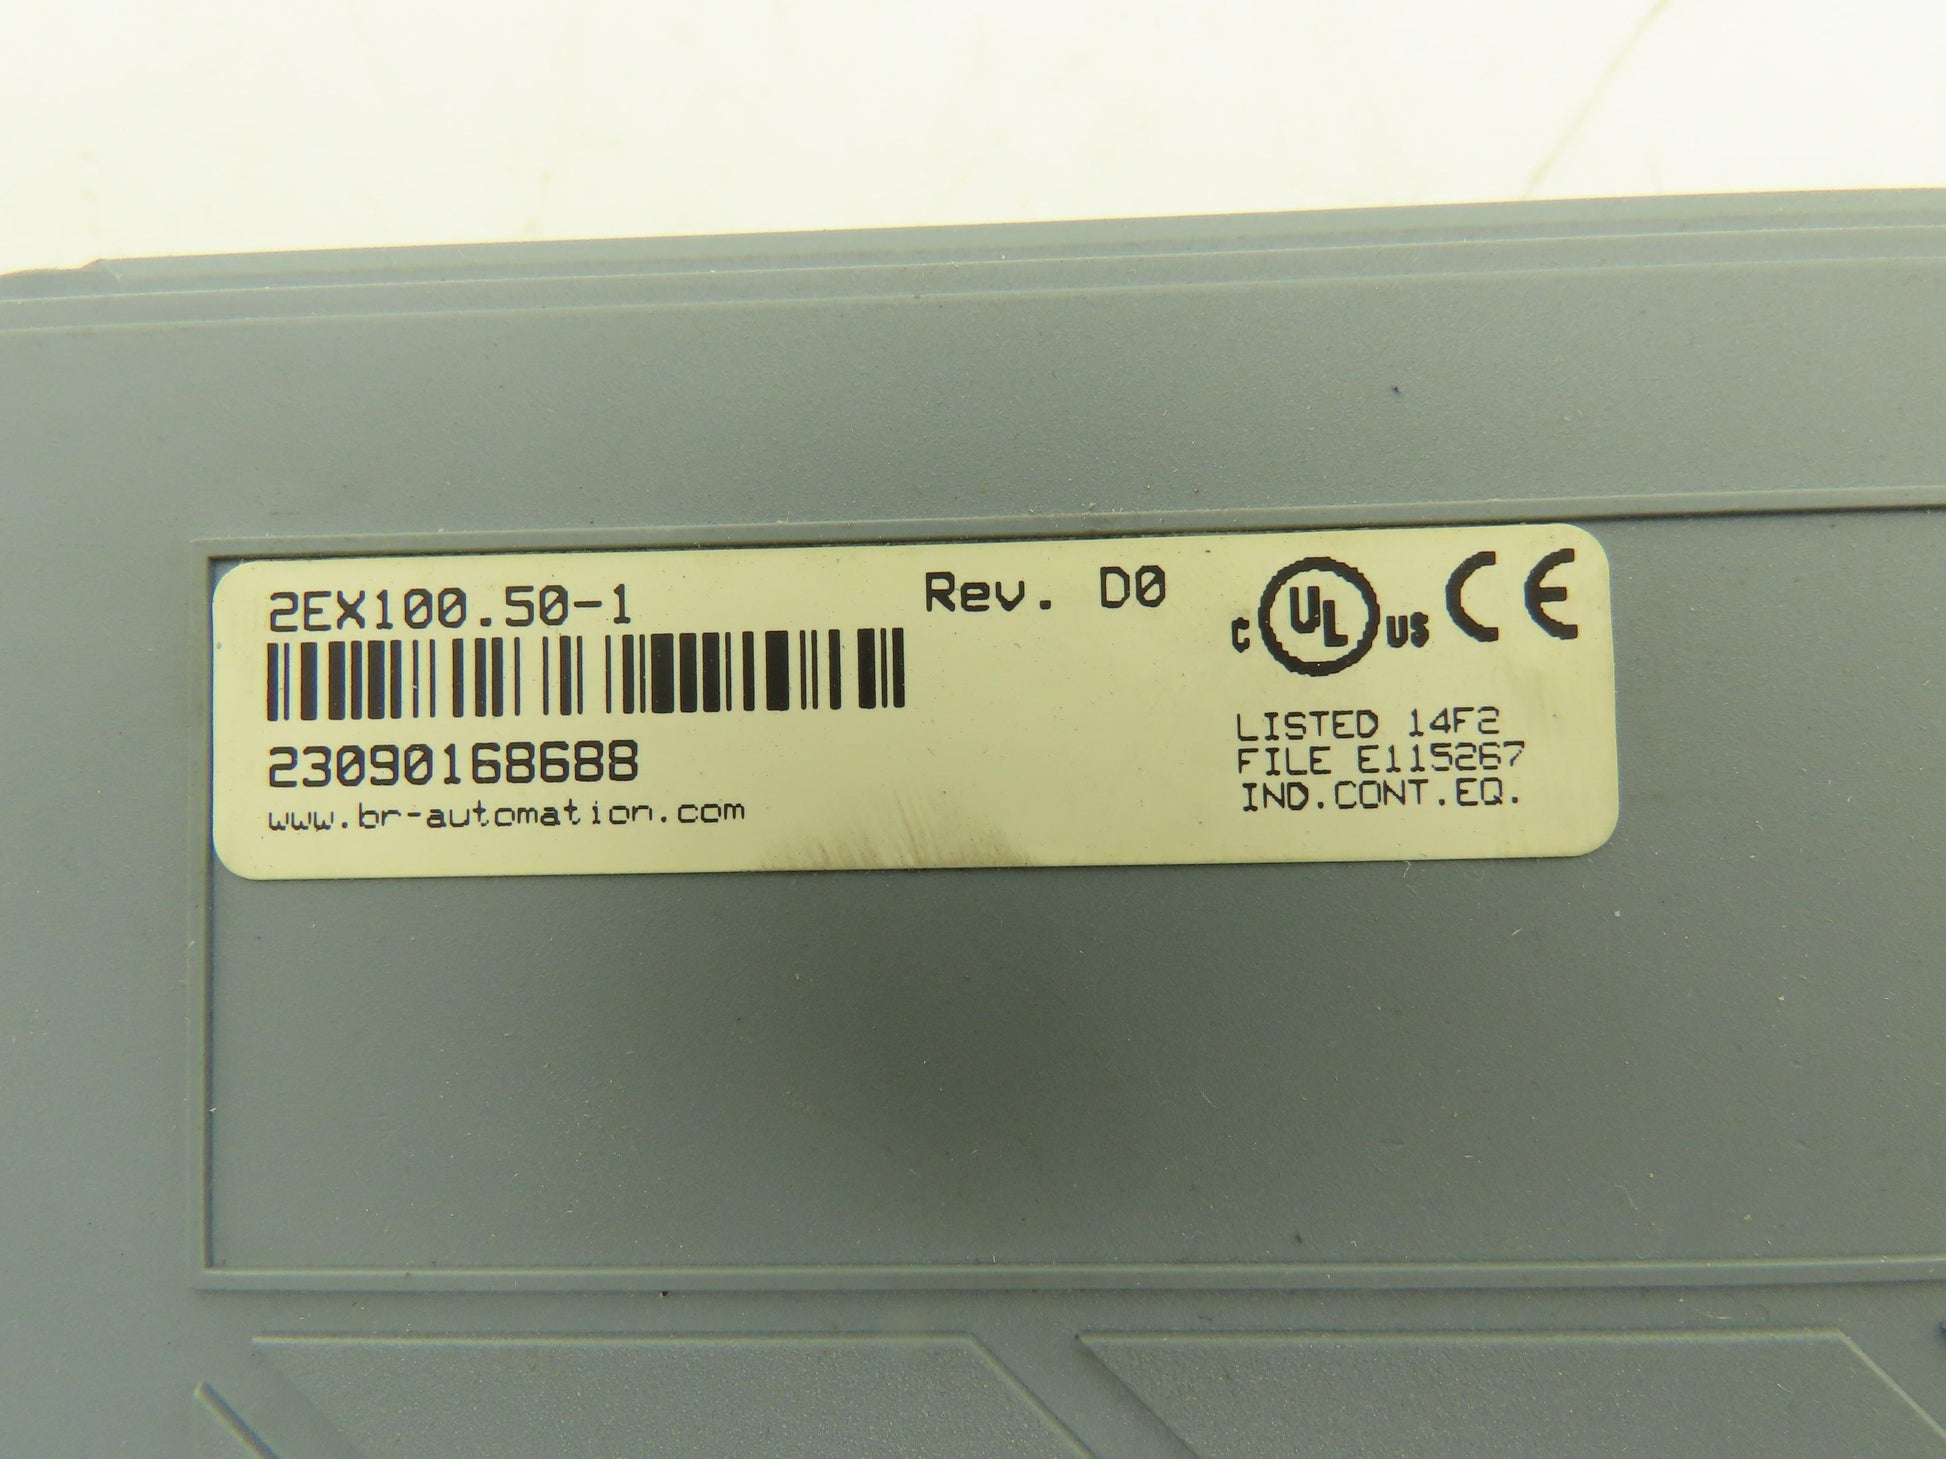 2EX100.50-1 Rev. D0
C UL US CE
23090168688
www.br-automation.com
LISTED 14F2
FILE E115267
IND.CONT.EQ.